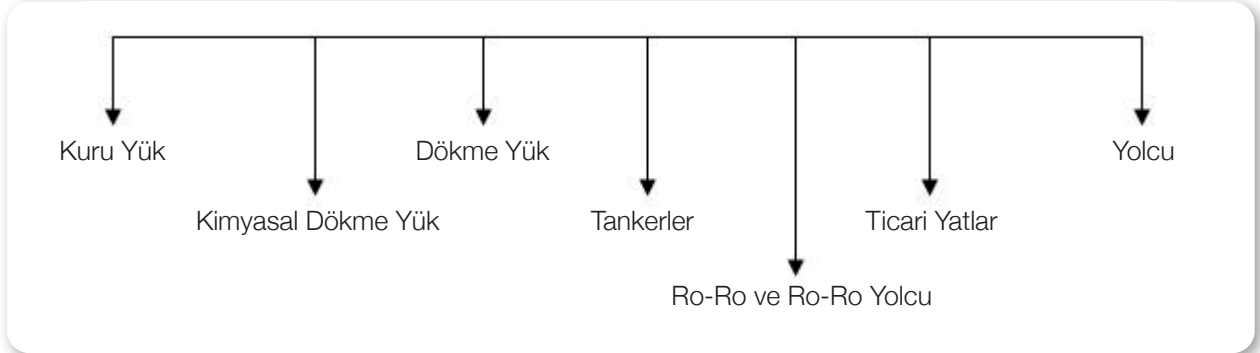 Kuru Yük
Dökme Yük
Yolcu
Kimyasal Dökme Yük
Tankerler
Ticari Yatlar
Ro-Ro ve Ro-Ro Yolcu